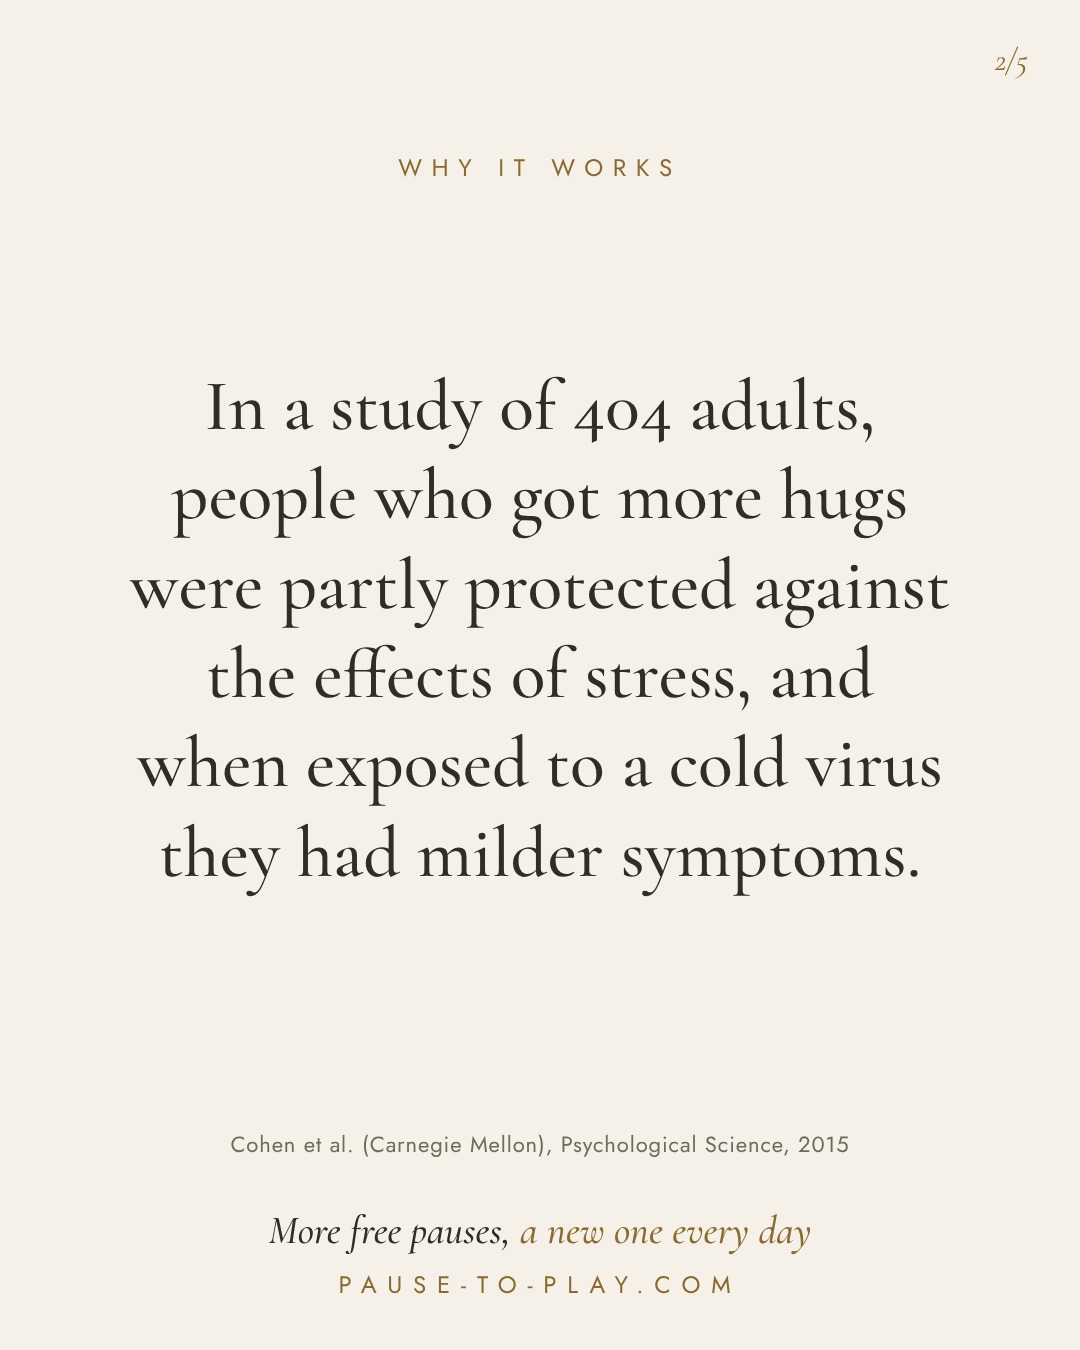 2/5
WHY IT WORKS
In a study of 404 adults,
people who got more hugs
were partly protected against
the effects of stress, and
when exposed to a cold virus
they had milder symptoms.
Cohen et al. (Carnegie Mellon), Psychological Science, 2015
More free pauses, a new one every day
PAUSE-TO-PLAY.COM